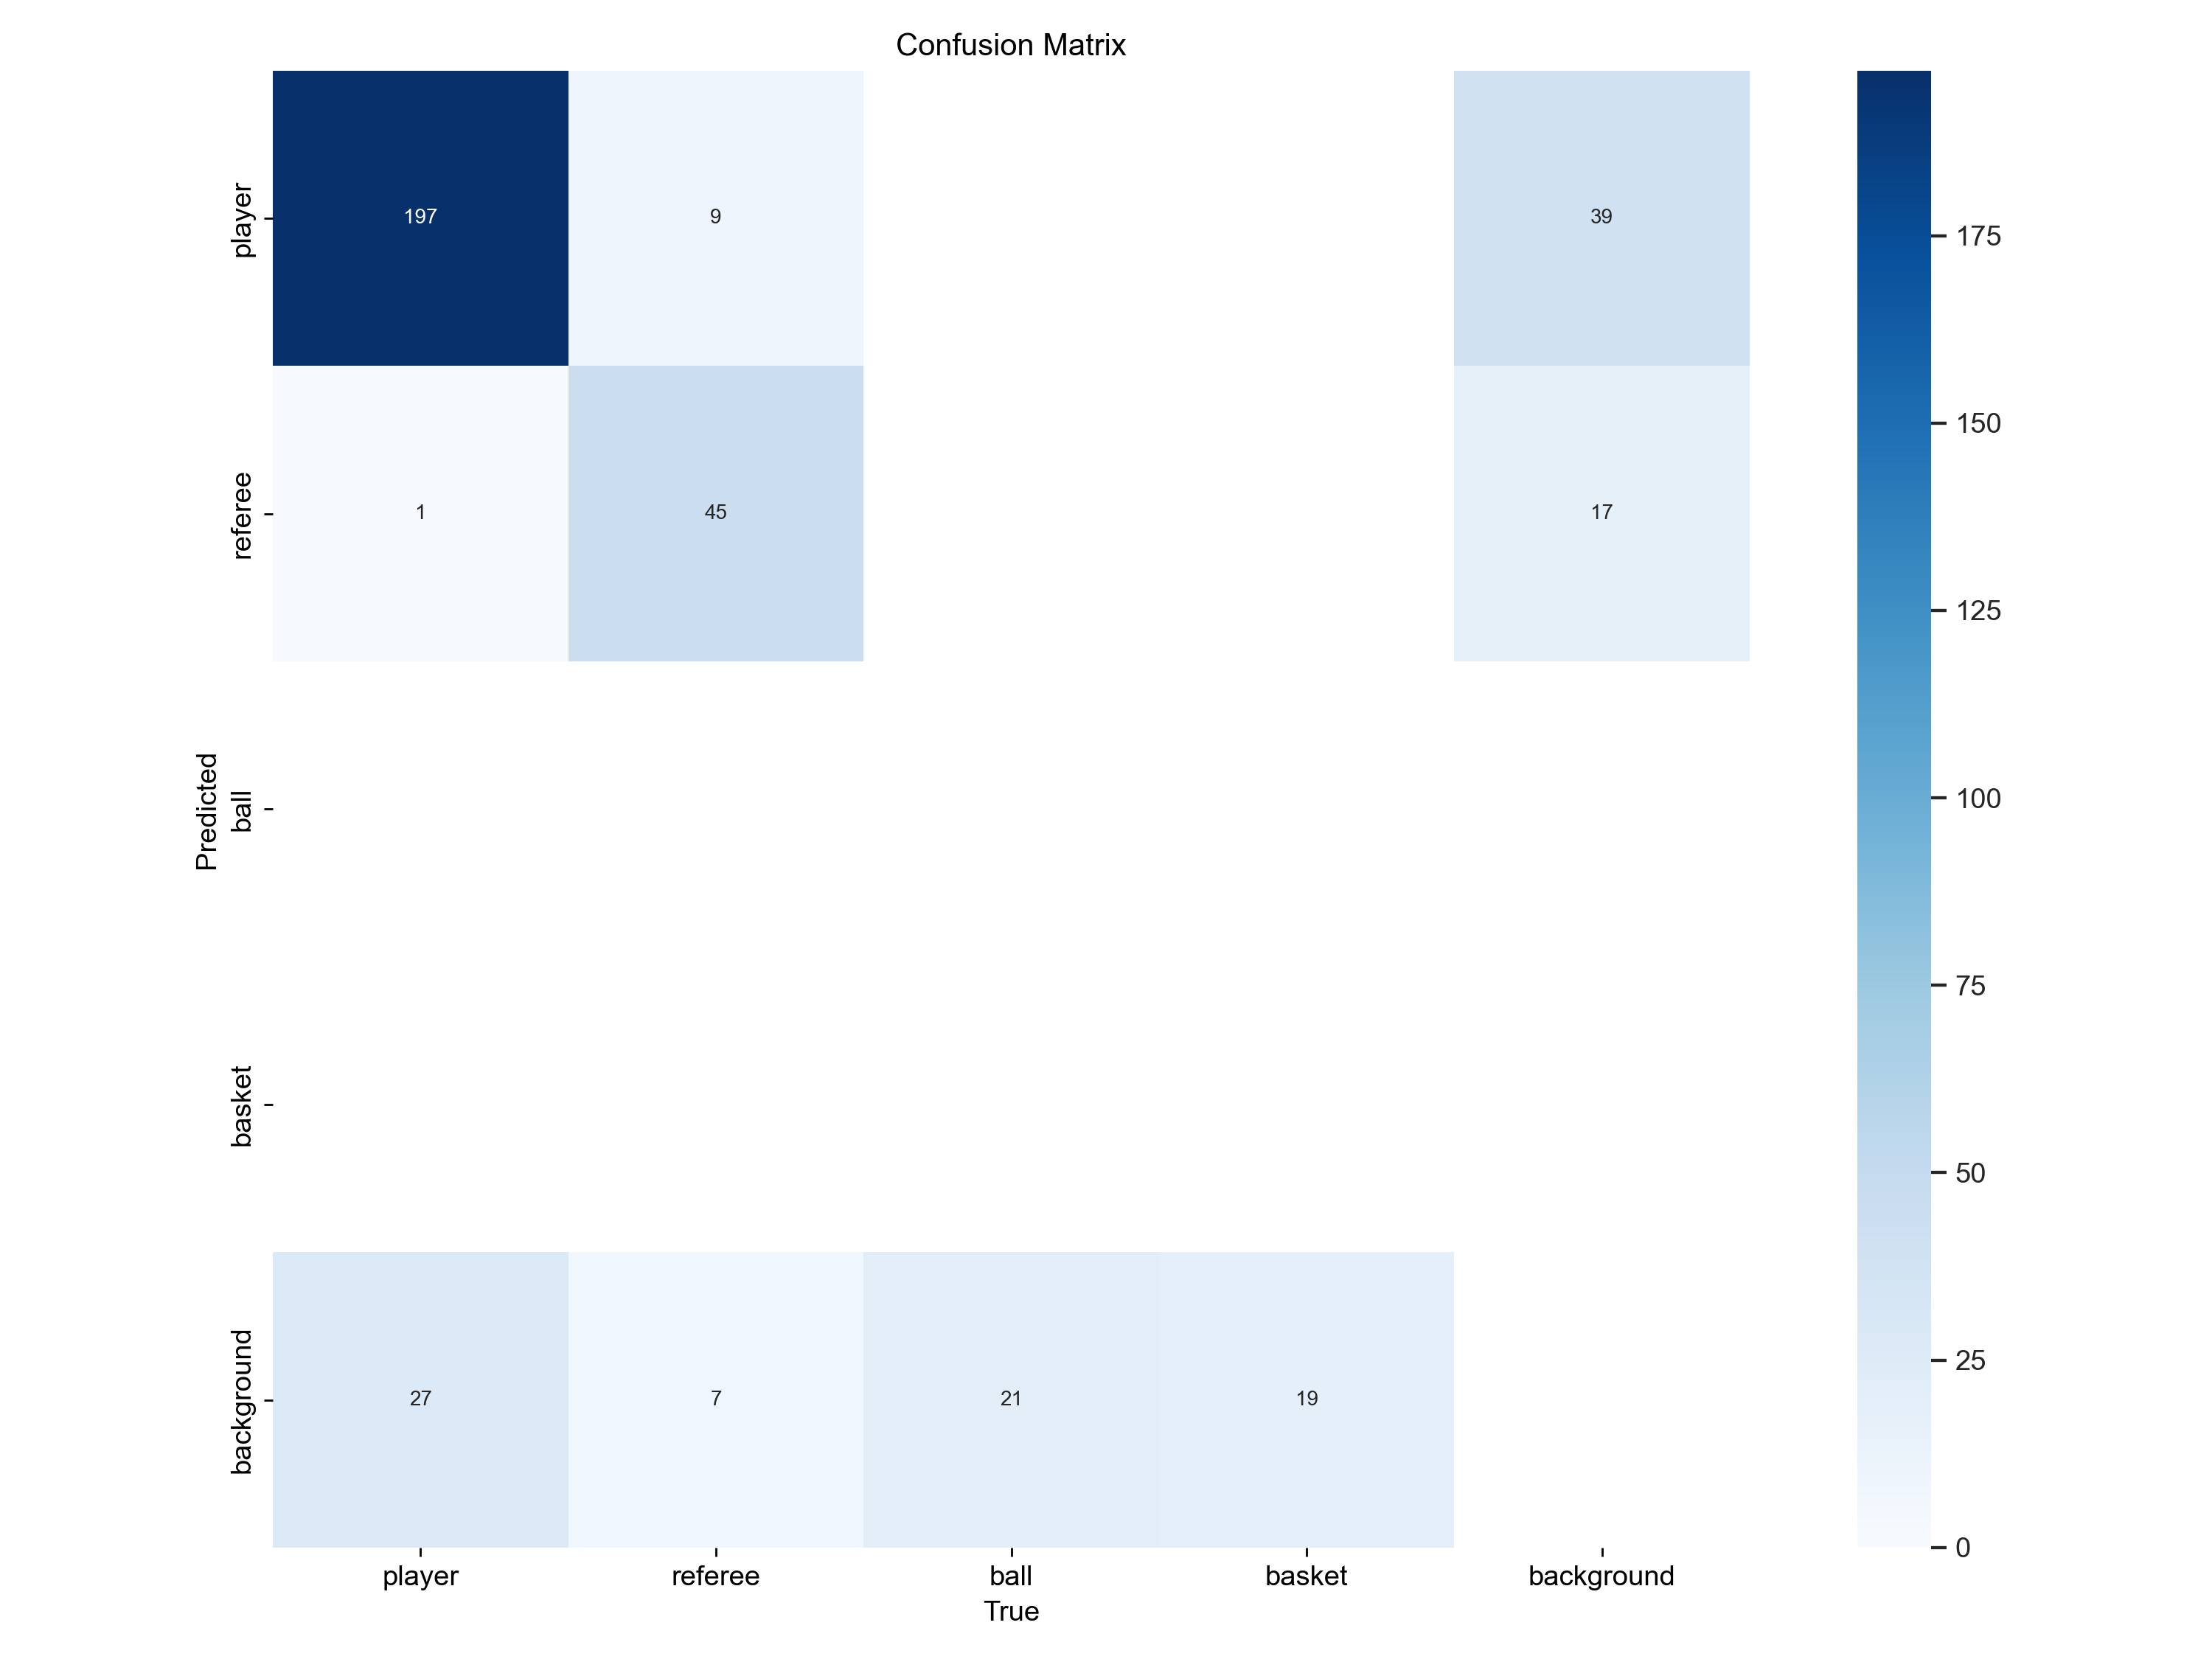 Confusion Matrix
player
197
9
39
referee
1
45
17
Predicted
ball
basket
background
27
7
21
19
player
referee
ball
basket
background
True
175
150
125
100
75
50
25
0